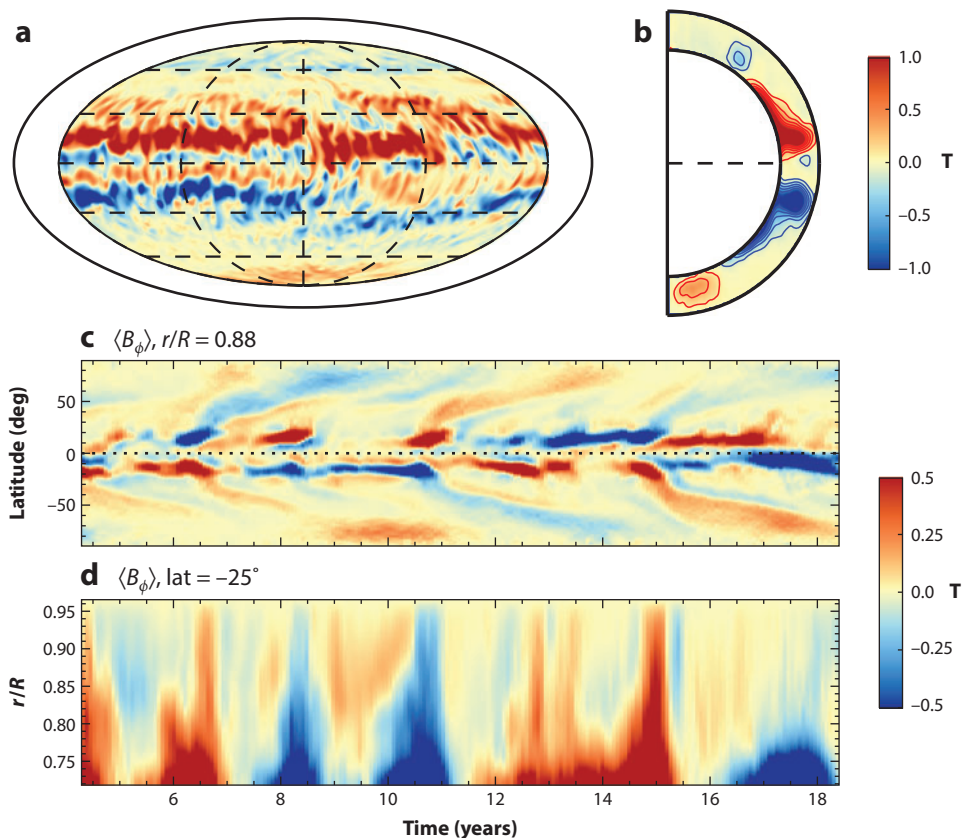 a
b
1.0
0.5
0.0
−0.5
−1.0
T
c ⟨Bϕ⟩, r/R = 0.88
Latitude (deg)
50
0
−50
d ⟨Bϕ⟩, lat = −25°
r/R
0.95
0.90
0.85
0.80
0.75
6 8 10 12 14 16 18
Time (years)
0.5
0.25
0.0
−0.25
−0.5
T